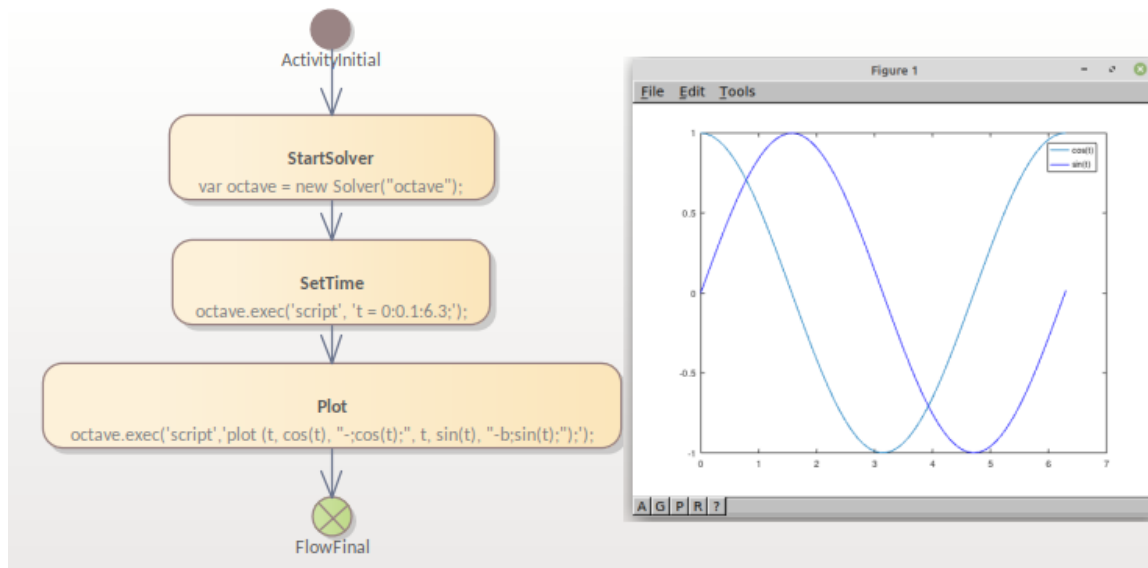 ActivityInitial
StartSolver
var octave = new Solver("octave");
SetTime
octave.exec('script', 't = 0:0.1:6.3;');
Plot
octave.exec('script','plot (t, cos(t), "-;cos(t);", t, sin(t), "-b;sin(t);");');
FlowFinal
Figure 1
File Edit Tools
1
0.5
0
-0.5
-1
0 1 2 3 4 5 6 7
cos(t)
sin(t)
A G P R ?